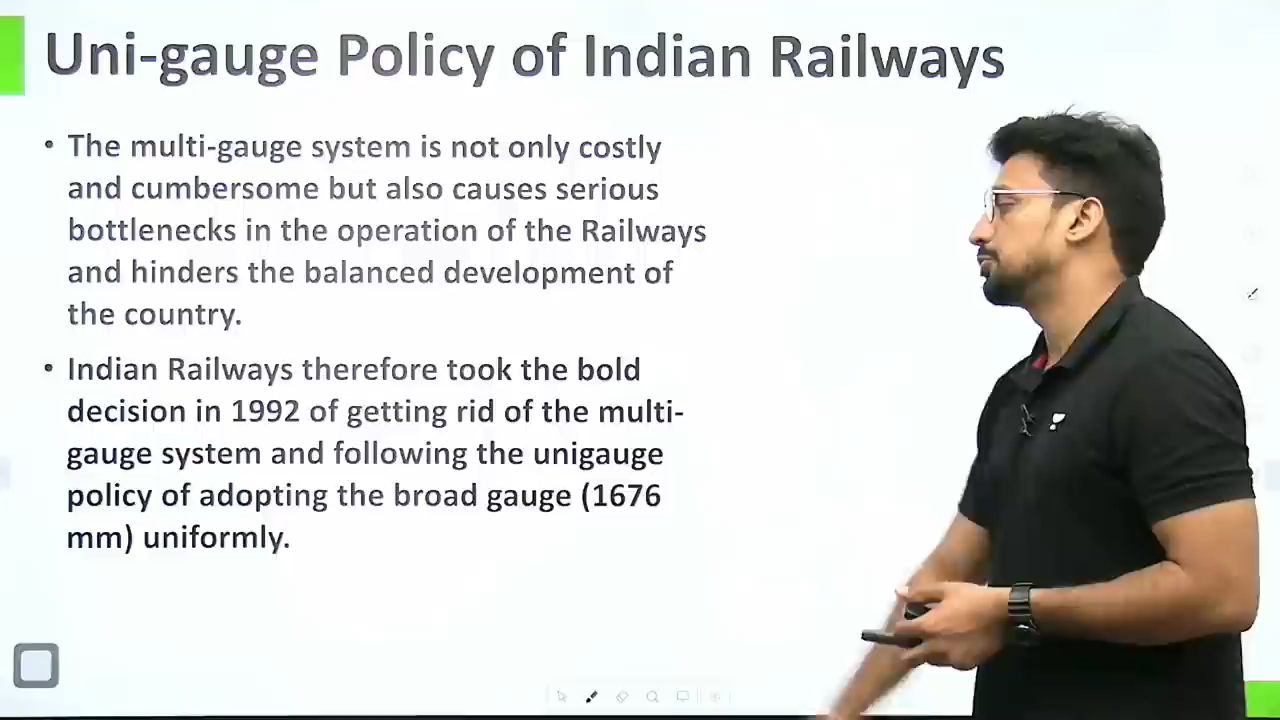 Uni-gauge Policy of Indian Railways
• The multi-gauge system is not only costly
and cumbersome but also causes serious
bottlenecks in the operation of the Railways
and hinders the balanced development of
the country.
• Indian Railways therefore took the bold
decision in 1992 of getting rid of the multi-
gauge system and following the unigauge
policy of adopting the broad gauge (1676
mm) uniformly.